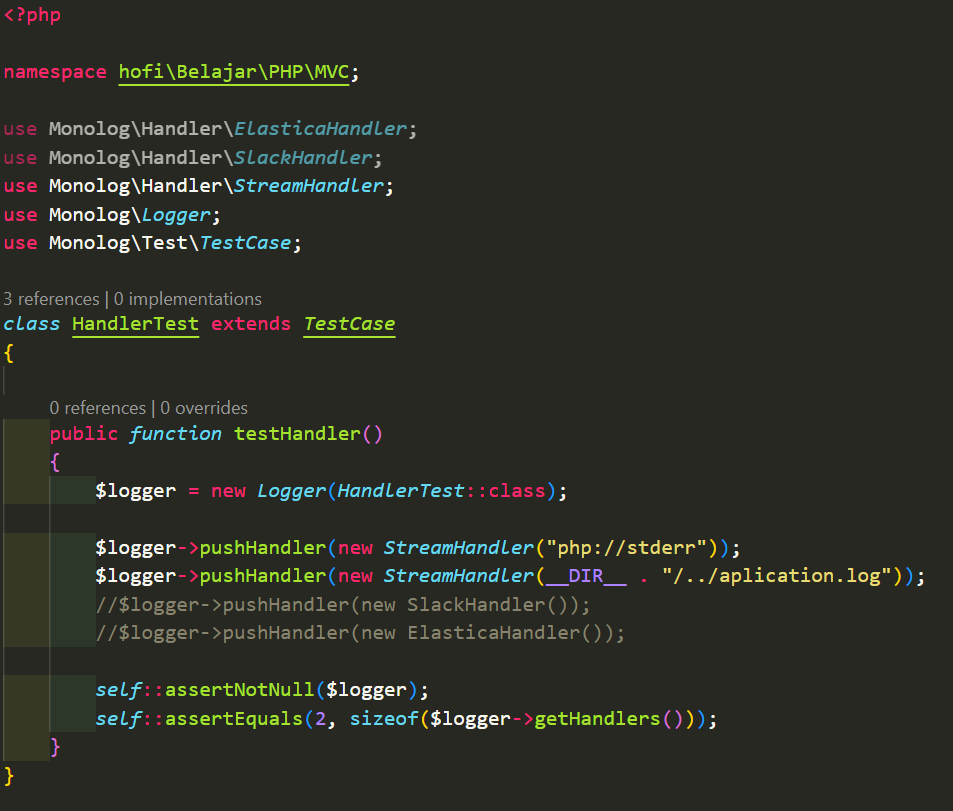 <?php
namespace hofi\Belajar\PHP\MVC;
use Monolog\Handler\ElasticaHandler;
use Monolog\Handler\SlackHandler;
use Monolog\Handler\StreamHandler;
use Monolog\Logger;
use Monolog\Test\TestCase;
3 references | 0 implementations
class HandlerTest extends TestCase
{
0 references | 0 overrides
public function testHandler()
{
$logger = new Logger(HandlerTest::class);
$logger->pushHandler(new StreamHandler("php://stderr"));
$logger->pushHandler(new StreamHandler(__DIR__ . "/../aplication.log"));
//$logger->pushHandler(new SlackHandler());
//$logger->pushHandler(new ElasticaHandler());
self::assertNotNull($logger);
self::assertEquals(2, sizeof($logger->getHandlers()));
}
}